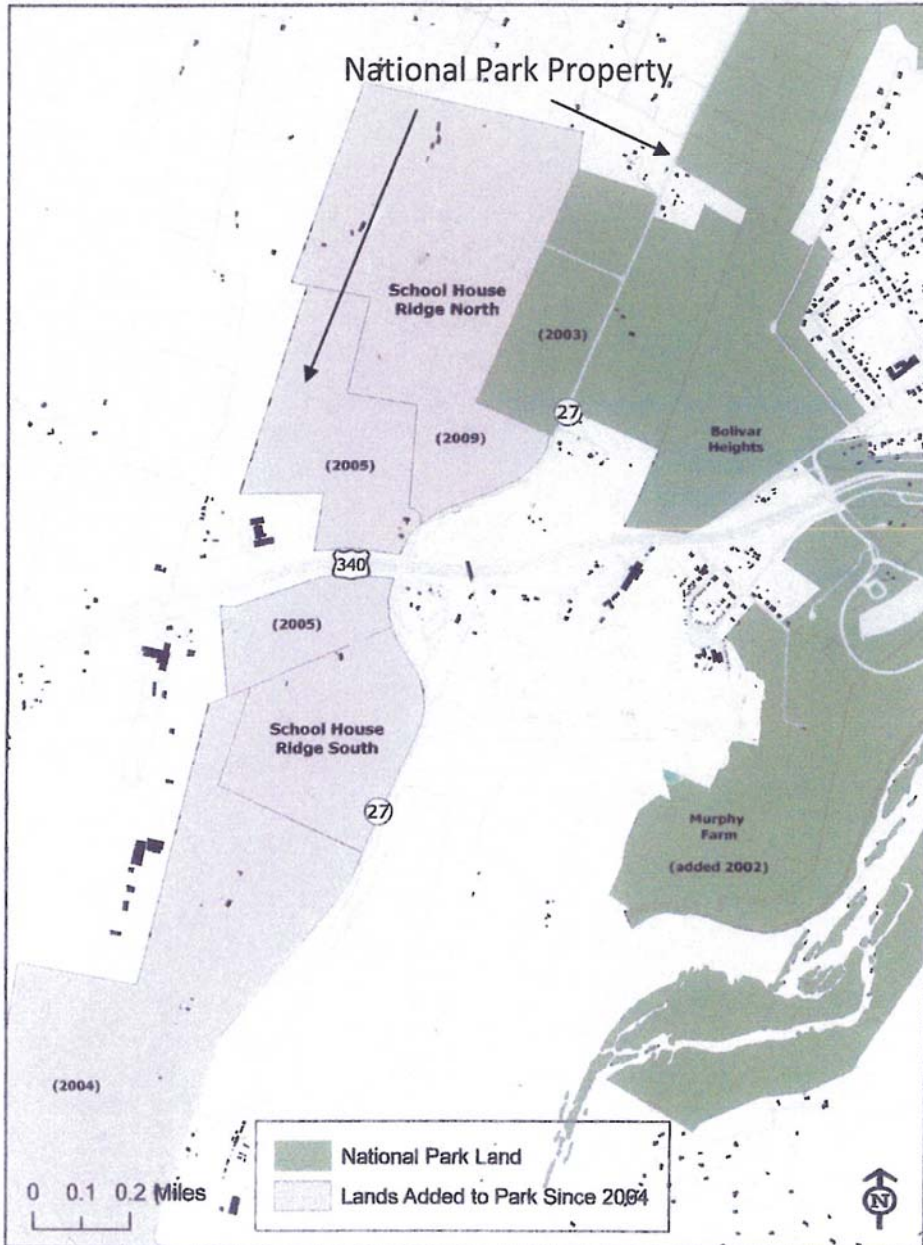 National Park Property
School House
Ridge North
(2003)
27
Bolivar
Heights
(2009)
(2005)
340
(2005)
School House
Ridge South
27
Murphy
Farm
(added 2002)
(2004)
National Park Land
Lands Added to Park Since 2004
0 0.1 0.2 Miles
N